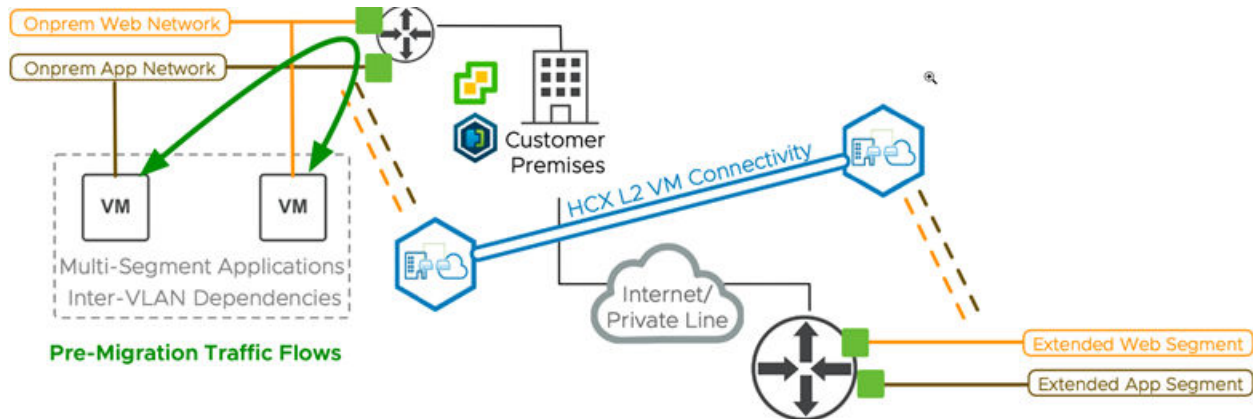 Onprem Web Network
Onprem App Network
Customer
Premises
HCX L2 VM Connectivity
VM
VM
Multi-Segment Applications
Inter-VLAN Dependencies
Internet/
Private Line
Pre-Migration Traffic Flows
Extended Web Segment
Extended App Segment